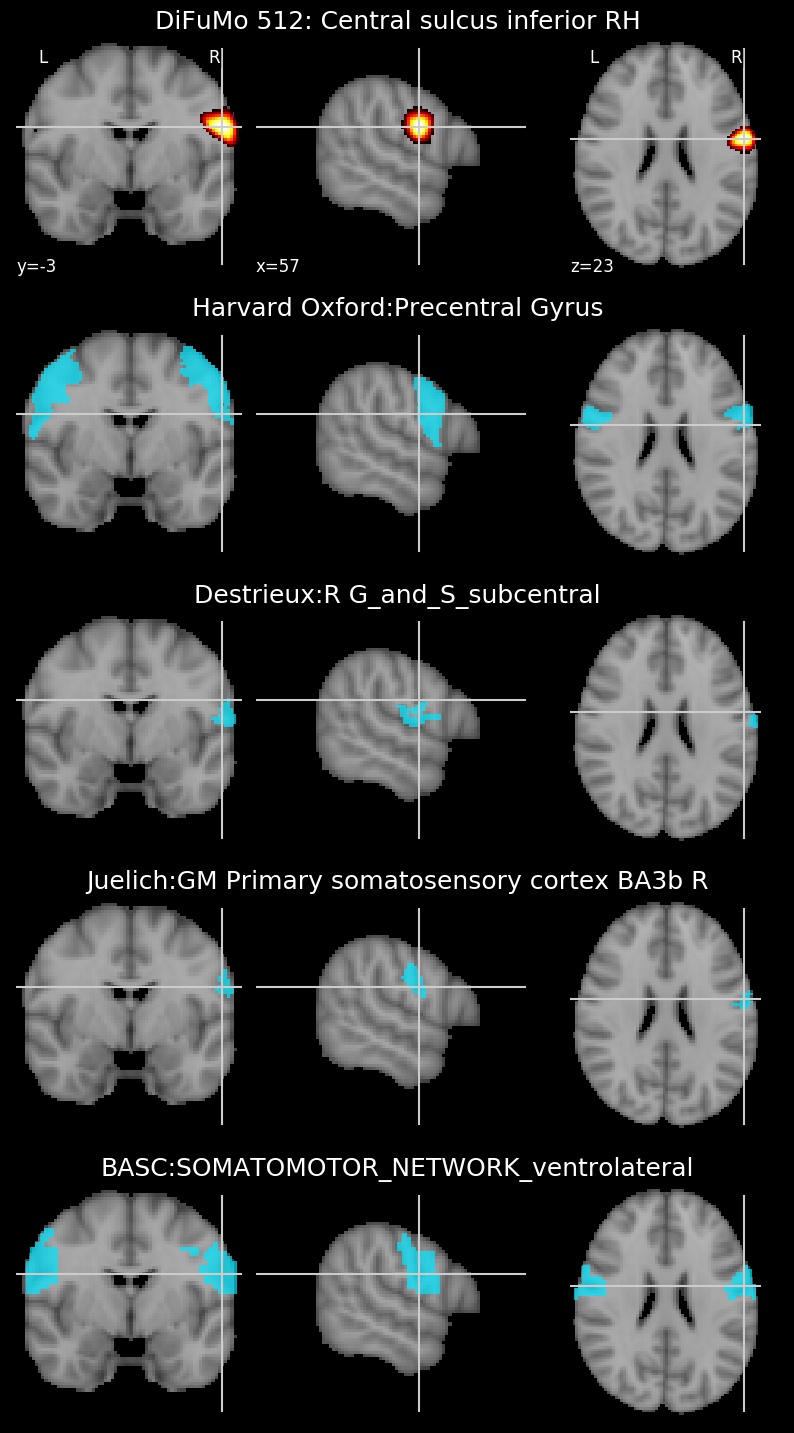 DiFuMo 512: Central sulcus inferior RH
L R L R
y=-3 x=57 z=23
Harvard Oxford:Precentral Gyrus
Destrieux:R G_and_S_subcentral
Juelich:GM Primary somatosensory cortex BA3b R
BASC:SOMATOMOTOR_NETWORK_ventrolateral